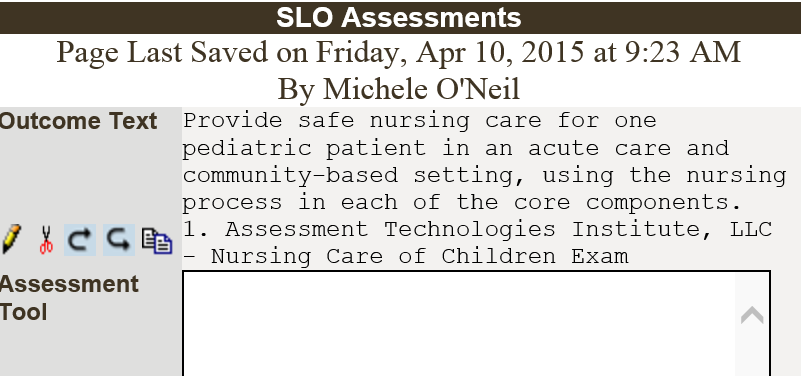 SLO Assessments
Page Last Saved on Friday, Apr 10, 2015 at 9:23 AM
By Michele O'Neil
Outcome Text
Provide safe nursing care for one
pediatric patient in an acute care and
community-based setting, using the nursing
process in each of the core components.
1. Assessment Technologies Institute, LLC
- Nursing Care of Children Exam
Assessment
Tool